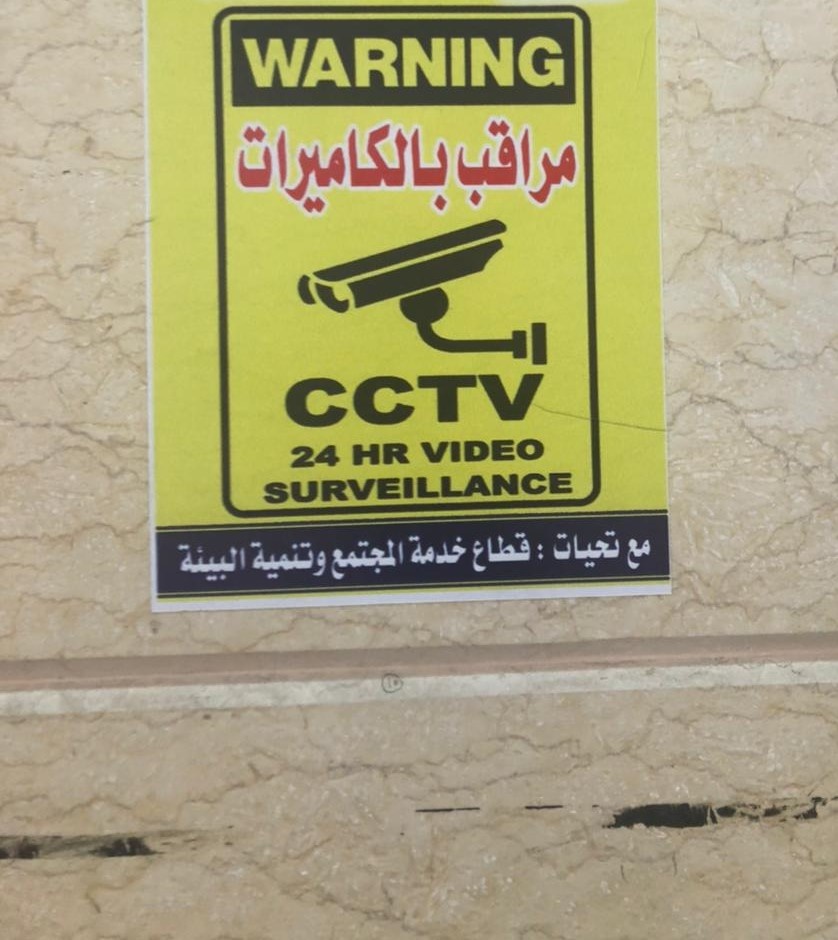 WARNING
مراقب بالكاميرات
CCTV
24 HR VIDEO
SURVEILLANCE
مع تحيات : قطاع خدمة المجتمع وتنمية البيئة